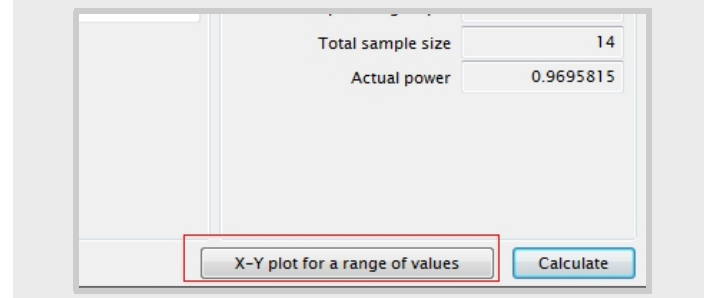 Total sample size 14
Actual power 0.9695815
X-Y plot for a range of values Calculate